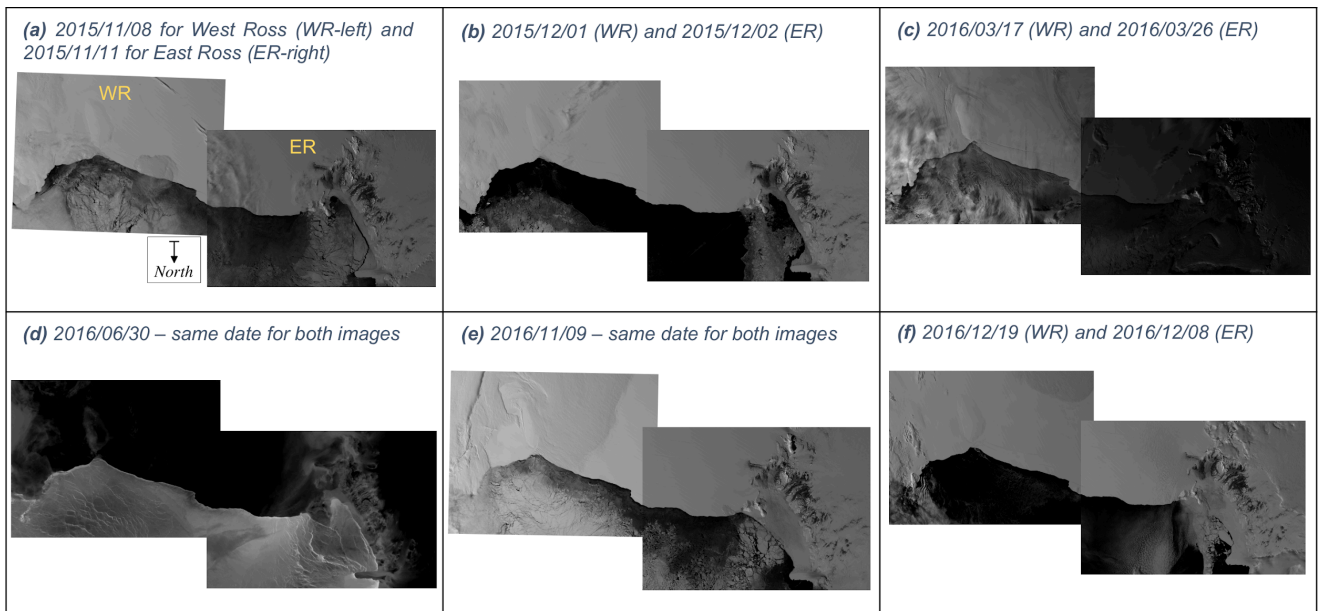 (a) 2015/11/08 for West Ross (WR-left) and
2015/11/11 for East Ross (ER-right)
WR
ER
North
(b) 2015/12/01 (WR) and 2015/12/02 (ER)
(c) 2016/03/17 (WR) and 2016/03/26 (ER)
(d) 2016/06/30 – same date for both images
(e) 2016/11/09 – same date for both images
(f) 2016/12/19 (WR) and 2016/12/08 (ER)